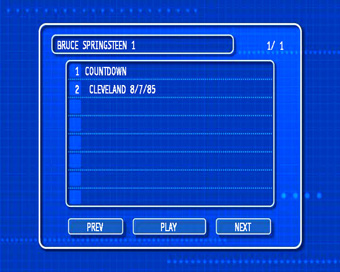 BRUCE SPRINGSTEEN 1
1/ 1
1 COUNTDOWN
2 CLEVELAND 8/7/85
PREV
PLAY
NEXT